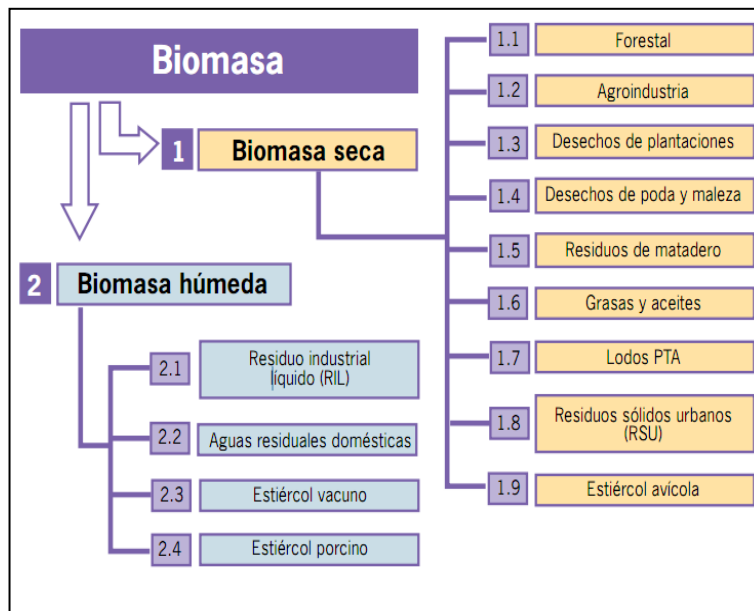 Biomasa
1 Biomasa seca
1.1 Forestal
1.2 Agroindustria
1.3 Desechos de plantaciones
1.4 Desechos de poda y maleza
1.5 Residuos de matadero
1.6 Grasas y aceites
1.7 Lodos PTA
1.8 Residuos sólidos urbanos
(RSU)
1.9 Estiércol avícola
2 Biomasa húmeda
2.1 Residuo industrial
líquido (RIL)
2.2 Aguas residuales domésticas
2.3 Estiércol vacuno
2.4 Estiércol porcino